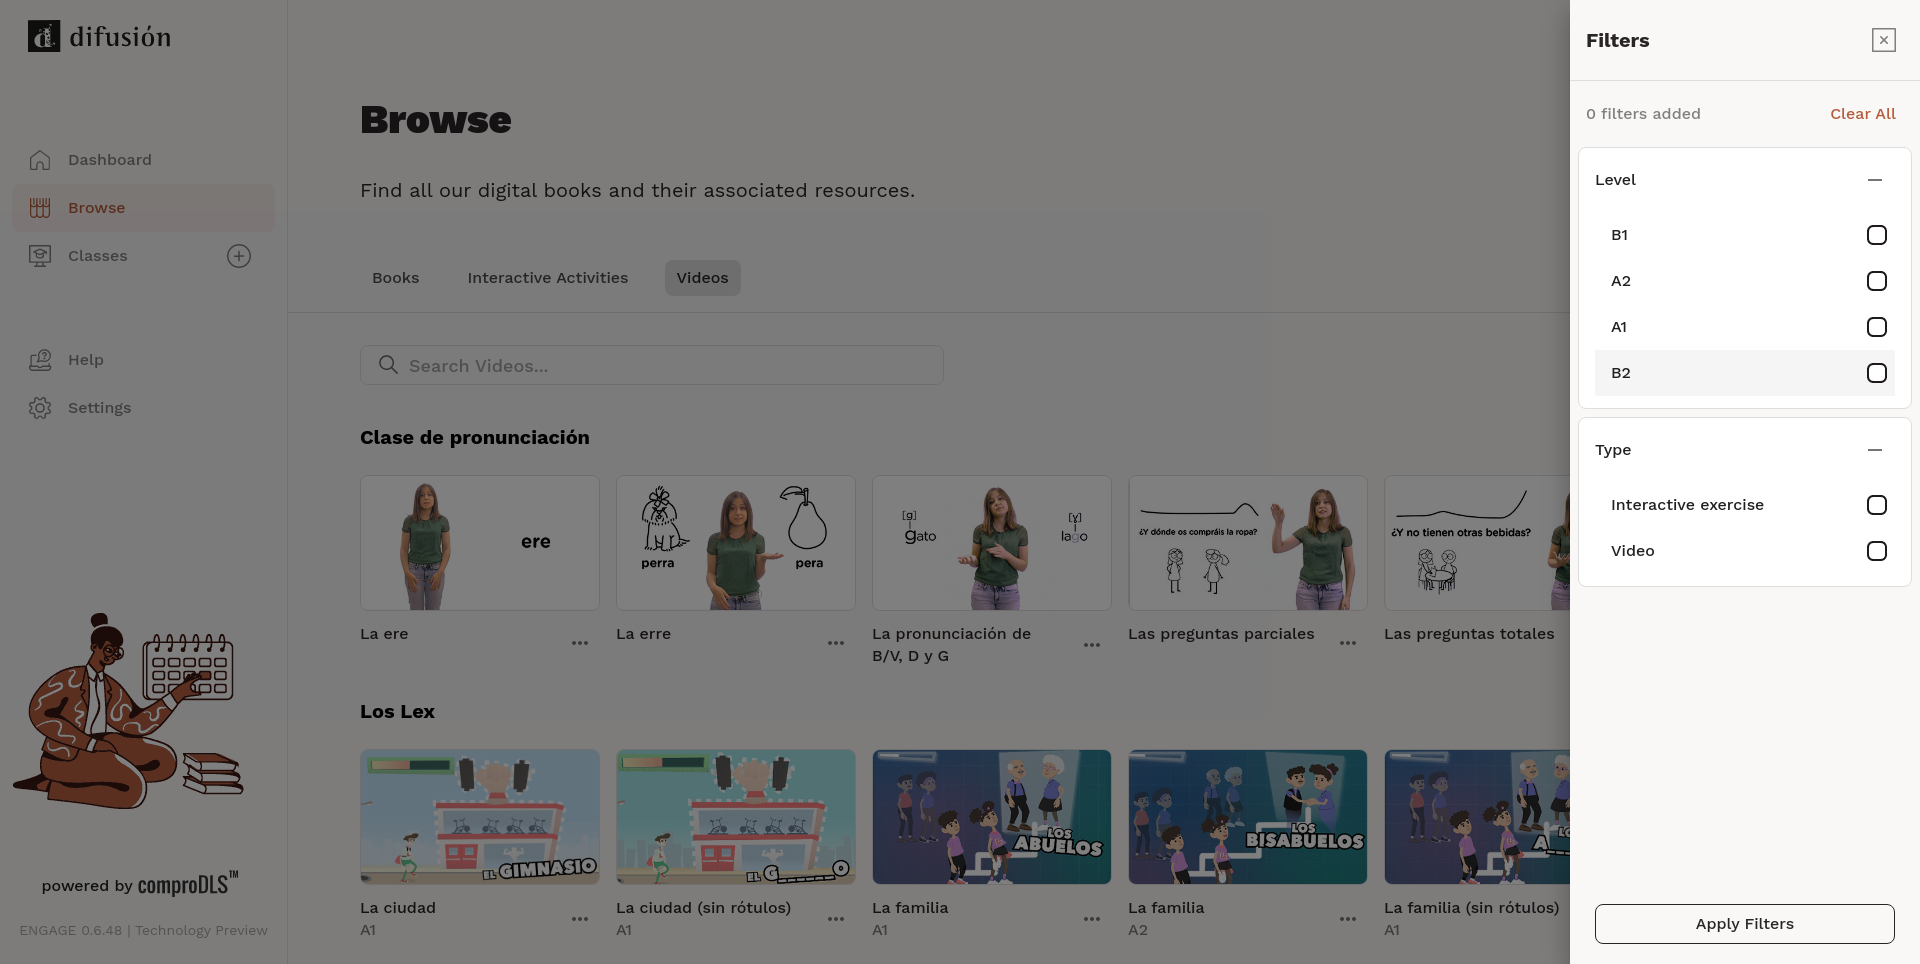 d. difusión
Dashboard
Browse
Classes
Help
Settings
powered by comproDLS™
ENGAGE 0.6.48 | Technology Preview
Browse
Find all our digital books and their associated resources.
Books
Interactive Activities
Videos
Search Videos...
Clase de pronunciación
ere
La ere
perra
pera
La erre
[g]
gato
[ɣ]
lago
La pronunciación de
B/V, D y G
¿Y dónde os compráis la ropa?
Las preguntas parciales
¿Y no tienen otras bebidas?
Las preguntas totales
Los Lex
EL GIMNASIO
La ciudad
A1
EL G______O
La ciudad (sin rótulos)
A1
LOS
ABUELOS
La familia
A1
LOS
BISABUELOS
La familia
A2
A__
La familia (sin rótulos)
A1
Filters
0 filters added
Clear All
Level
B1
A2
A1
B2
Type
Interactive exercise
Video
Apply Filters